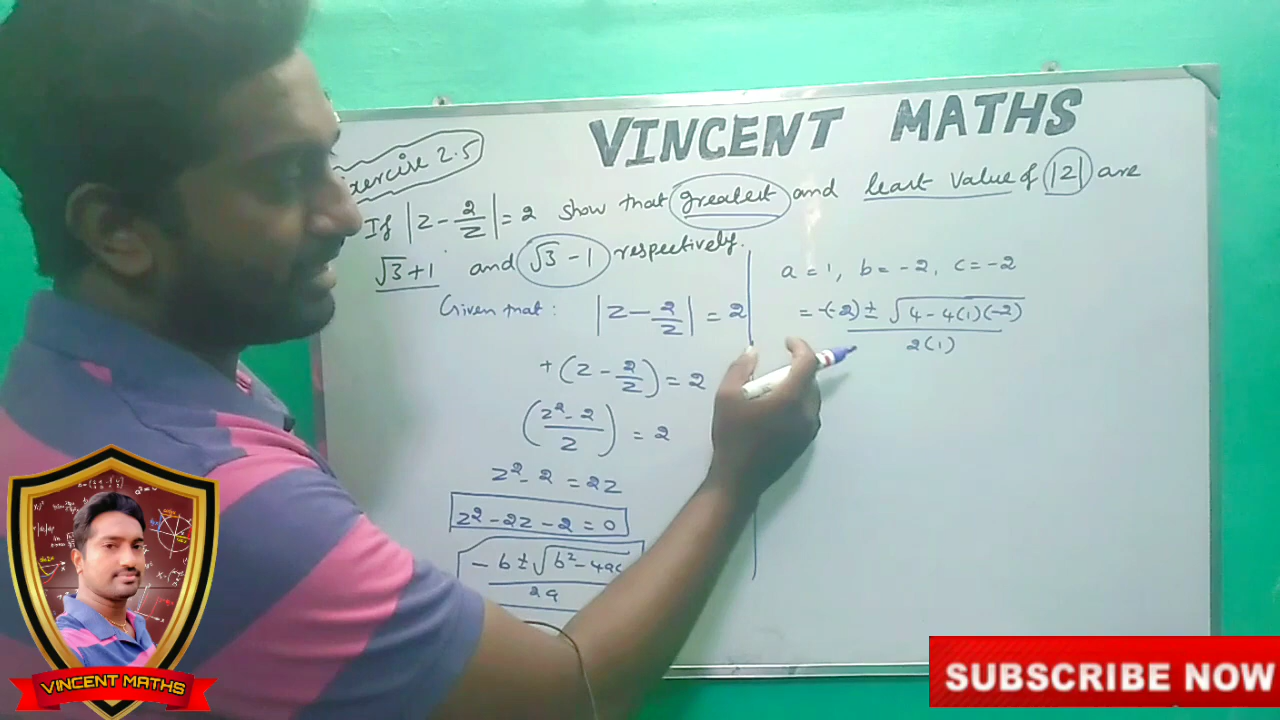 VINCENT MATHS
Exercise 2.5
If |z - 2/z| = 2 show that greatest and least value of |z| are
√3+1 and √3-1 respectively.
Given that: |z - 2/z| = 2
+(z - 2/z) = 2
(z² - 2 / z) = 2
z² - 2 = 2z
z² - 2z - 2 = 0
- b ± √b² - 4ac / 2a
a = 1, b = -2, c = -2
= -(-2) ± √4 - 4(1)(-2) / 2(1)
VINCENT MATHS
SUBSCRIBE NOW